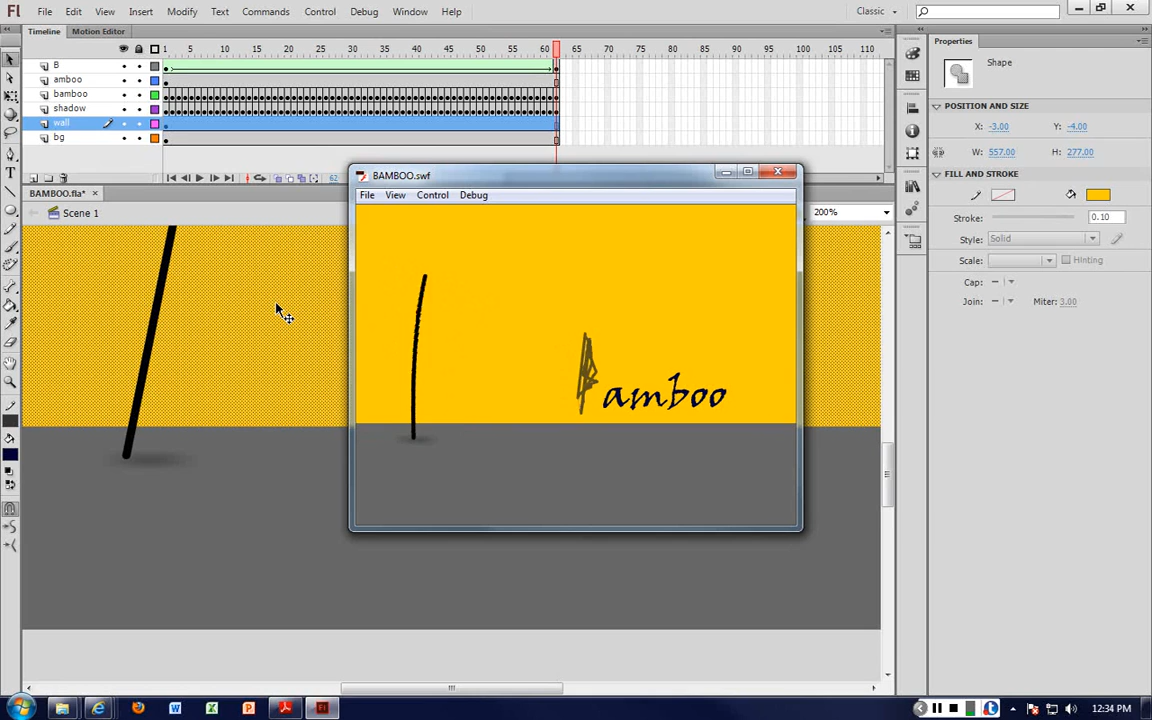 Fl File Edit View Insert Modify Text Commands Control Debug Window Help Classic
Timeline Motion Editor
1 5 10 15 20 25 30 35 40 45 50 55 60 65 70 75 80 85 90 95 100 105 110
B
amboo
bamboo
shadow
wall
bg
62
BAMBOO.fla* ×
Scene 1
200%
BAMBOO.swf
File View Control Debug
amboo
Properties
Shape
POSITION AND SIZE
X: -3.00 Y: -4.00
W: 557.00 H: 277.00
FILL AND STROKE
Stroke: 0.10
Style: Solid
Scale: Hinting
Cap:
Join: Miter: 3.00
12:34 PM